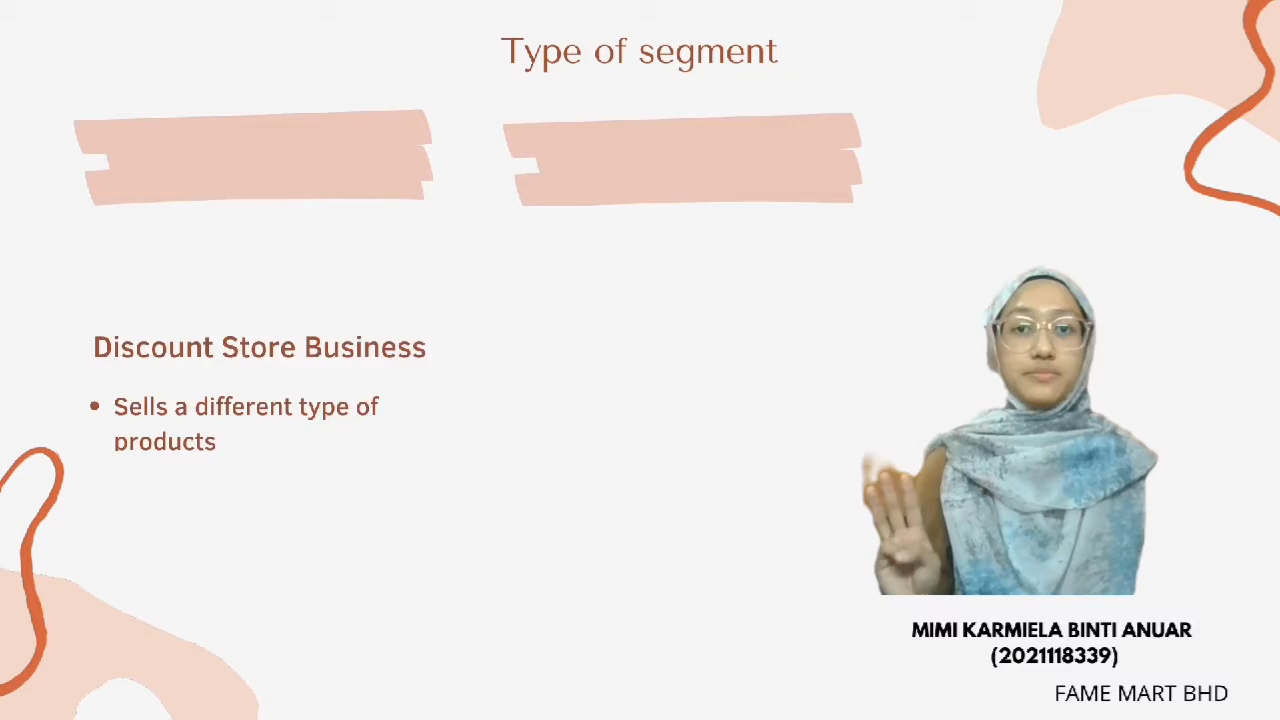 Type of segment
Discount Store Business
• Sells a different type of
products
MIMI KARMIELA BINTI ANUAR
(2021118339)
FAME MART BHD